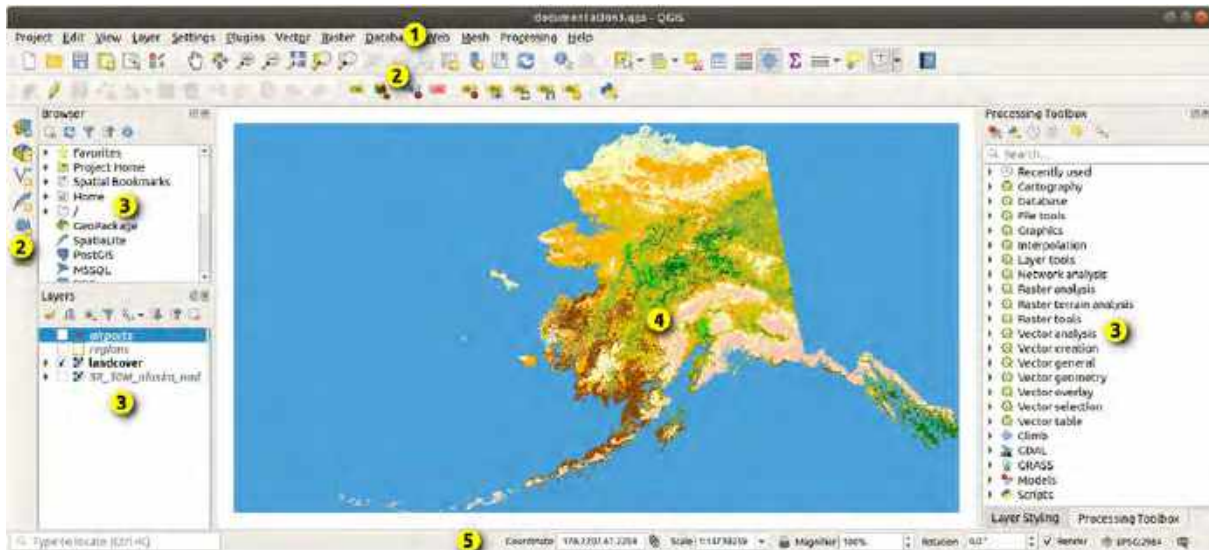 documentation3.qgs - QGIS
Project Edit View Layer Settings Plugins Vector Raster Database Web Mesh Processing Help
1
2
Browser
Favorites
Project Home
Spatial Bookmarks
Home
/
GeoPackage
SpatiaLite
PostGIS
MSSQL
3
2
Layers
airports
regions
landcover
SR_50M_alaska_nad
3
4
Processing Toolbox
Search...
Recently used
Cartography
Database
File tools
Graphics
Interpolation
Layer tools
Network analysis
Raster analysis
Raster terrain analysis
Raster tools
Vector analysis
3
Vector creation
Vector general
Vector geometry
Vector overlay
Vector selection
Vector table
Climb
GDAL
GRASS
Models
Scripts
Layer Styling Processing Toolbox
Type to locate (Ctrl+K)
5
Coordinate Scale Magnifier 100% Rotation 0,0° Render EPSG:2964